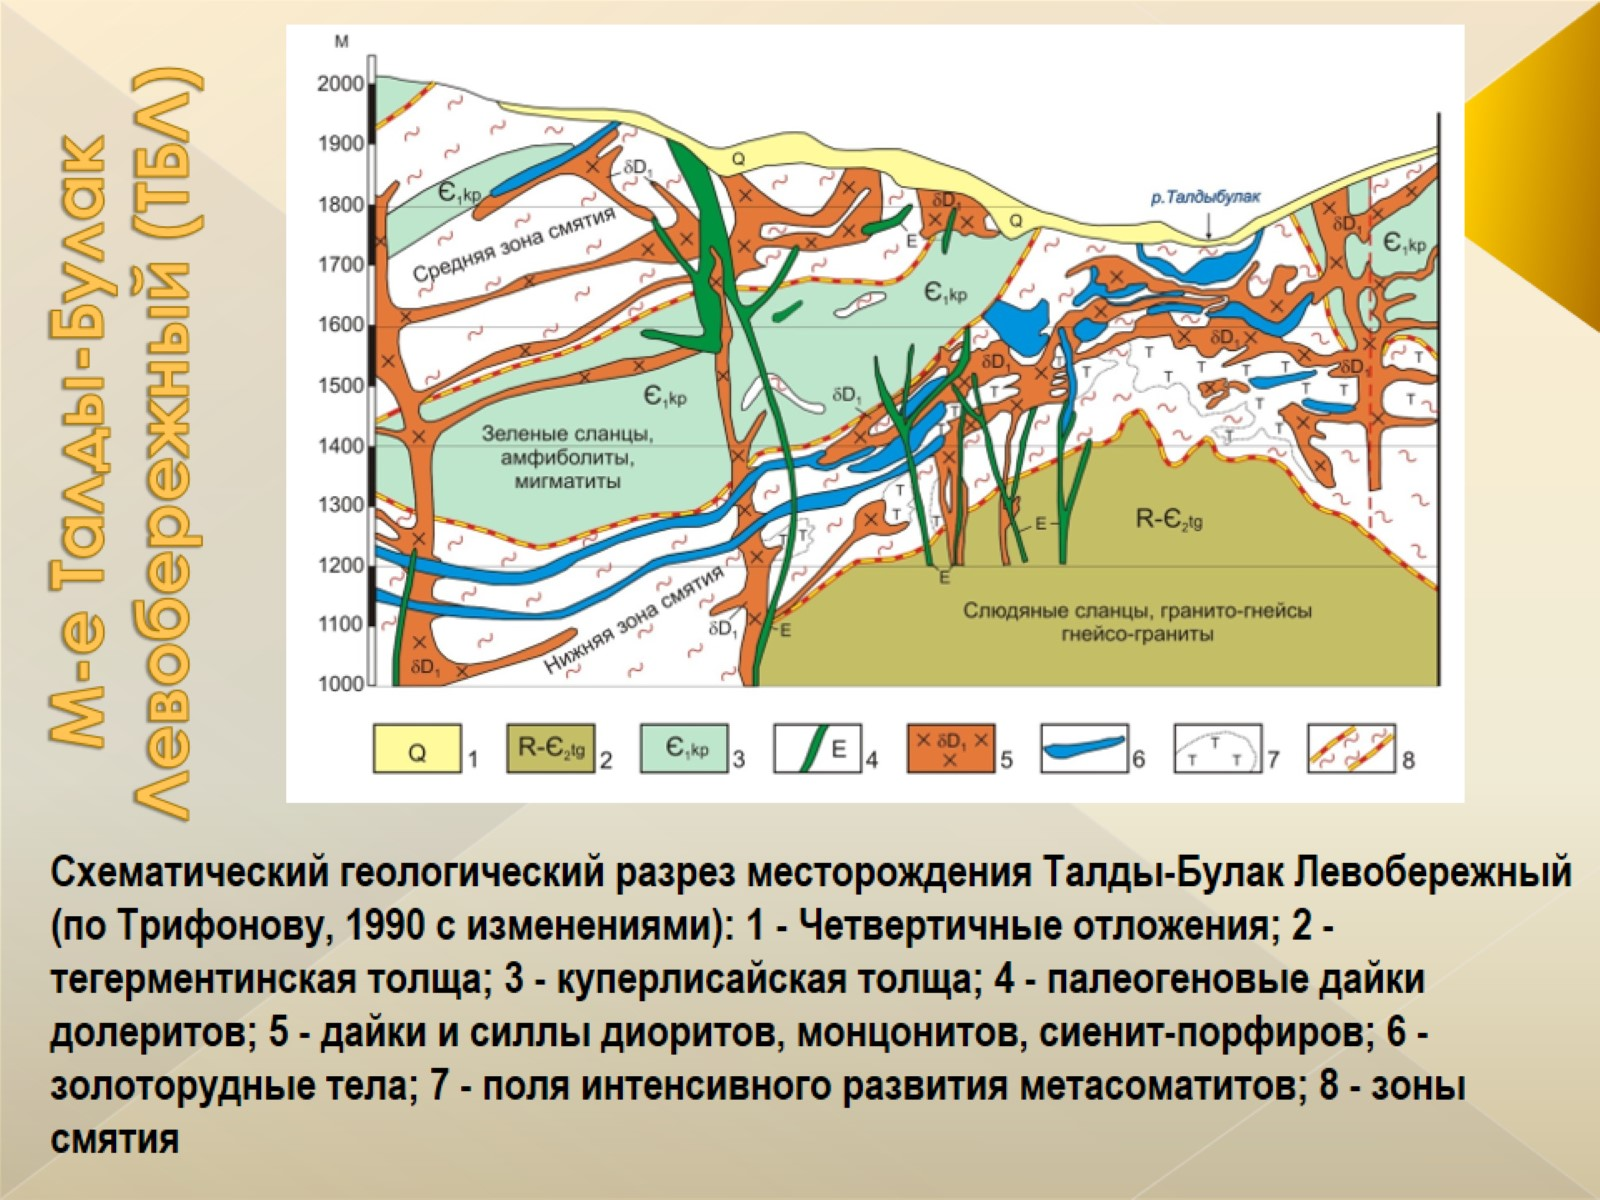 М-е Талды-Булак
Левобережный (ТБЛ)
М
2000
1900
1800
1700
1600
1500
1400
1300
1200
1100
1000
Q
Q
р.Талдыбулак
δD₁
δD₁
δD₁
Є₁kp
Є₁kp
Є₁kp
Є₁kp
Средняя зона смятия
E
δD₁
δD₁
δD₁
δD₁
Зеленые сланцы,
амфиболиты,
мигматиты
T T T T T T T T T T T T T T T T
R-Є₂tg
E
E
E
Слюдяные сланцы, гранито-гнейсы
гнейсо-граниты
Нижняя зона смятия
δD₁
δD₁
Q 1 R-Є₂tg 2 Є₁kp 3 E 4 δD₁ 5 6 T T T 7 8
Схематический геологический разрез месторождения Талды-Булак Левобережный
(по Трифонову, 1990 с изменениями): 1 - Четвертичные отложения; 2 -
тегерментинская толща; 3 - куперлисайская толща; 4 - палеогеновые дайки
долеритов; 5 - дайки и силлы диоритов, монцонитов, сиенит-порфиров; 6 -
золоторудные тела; 7 - поля интенсивного развития метасоматитов; 8 - зоны
смятия